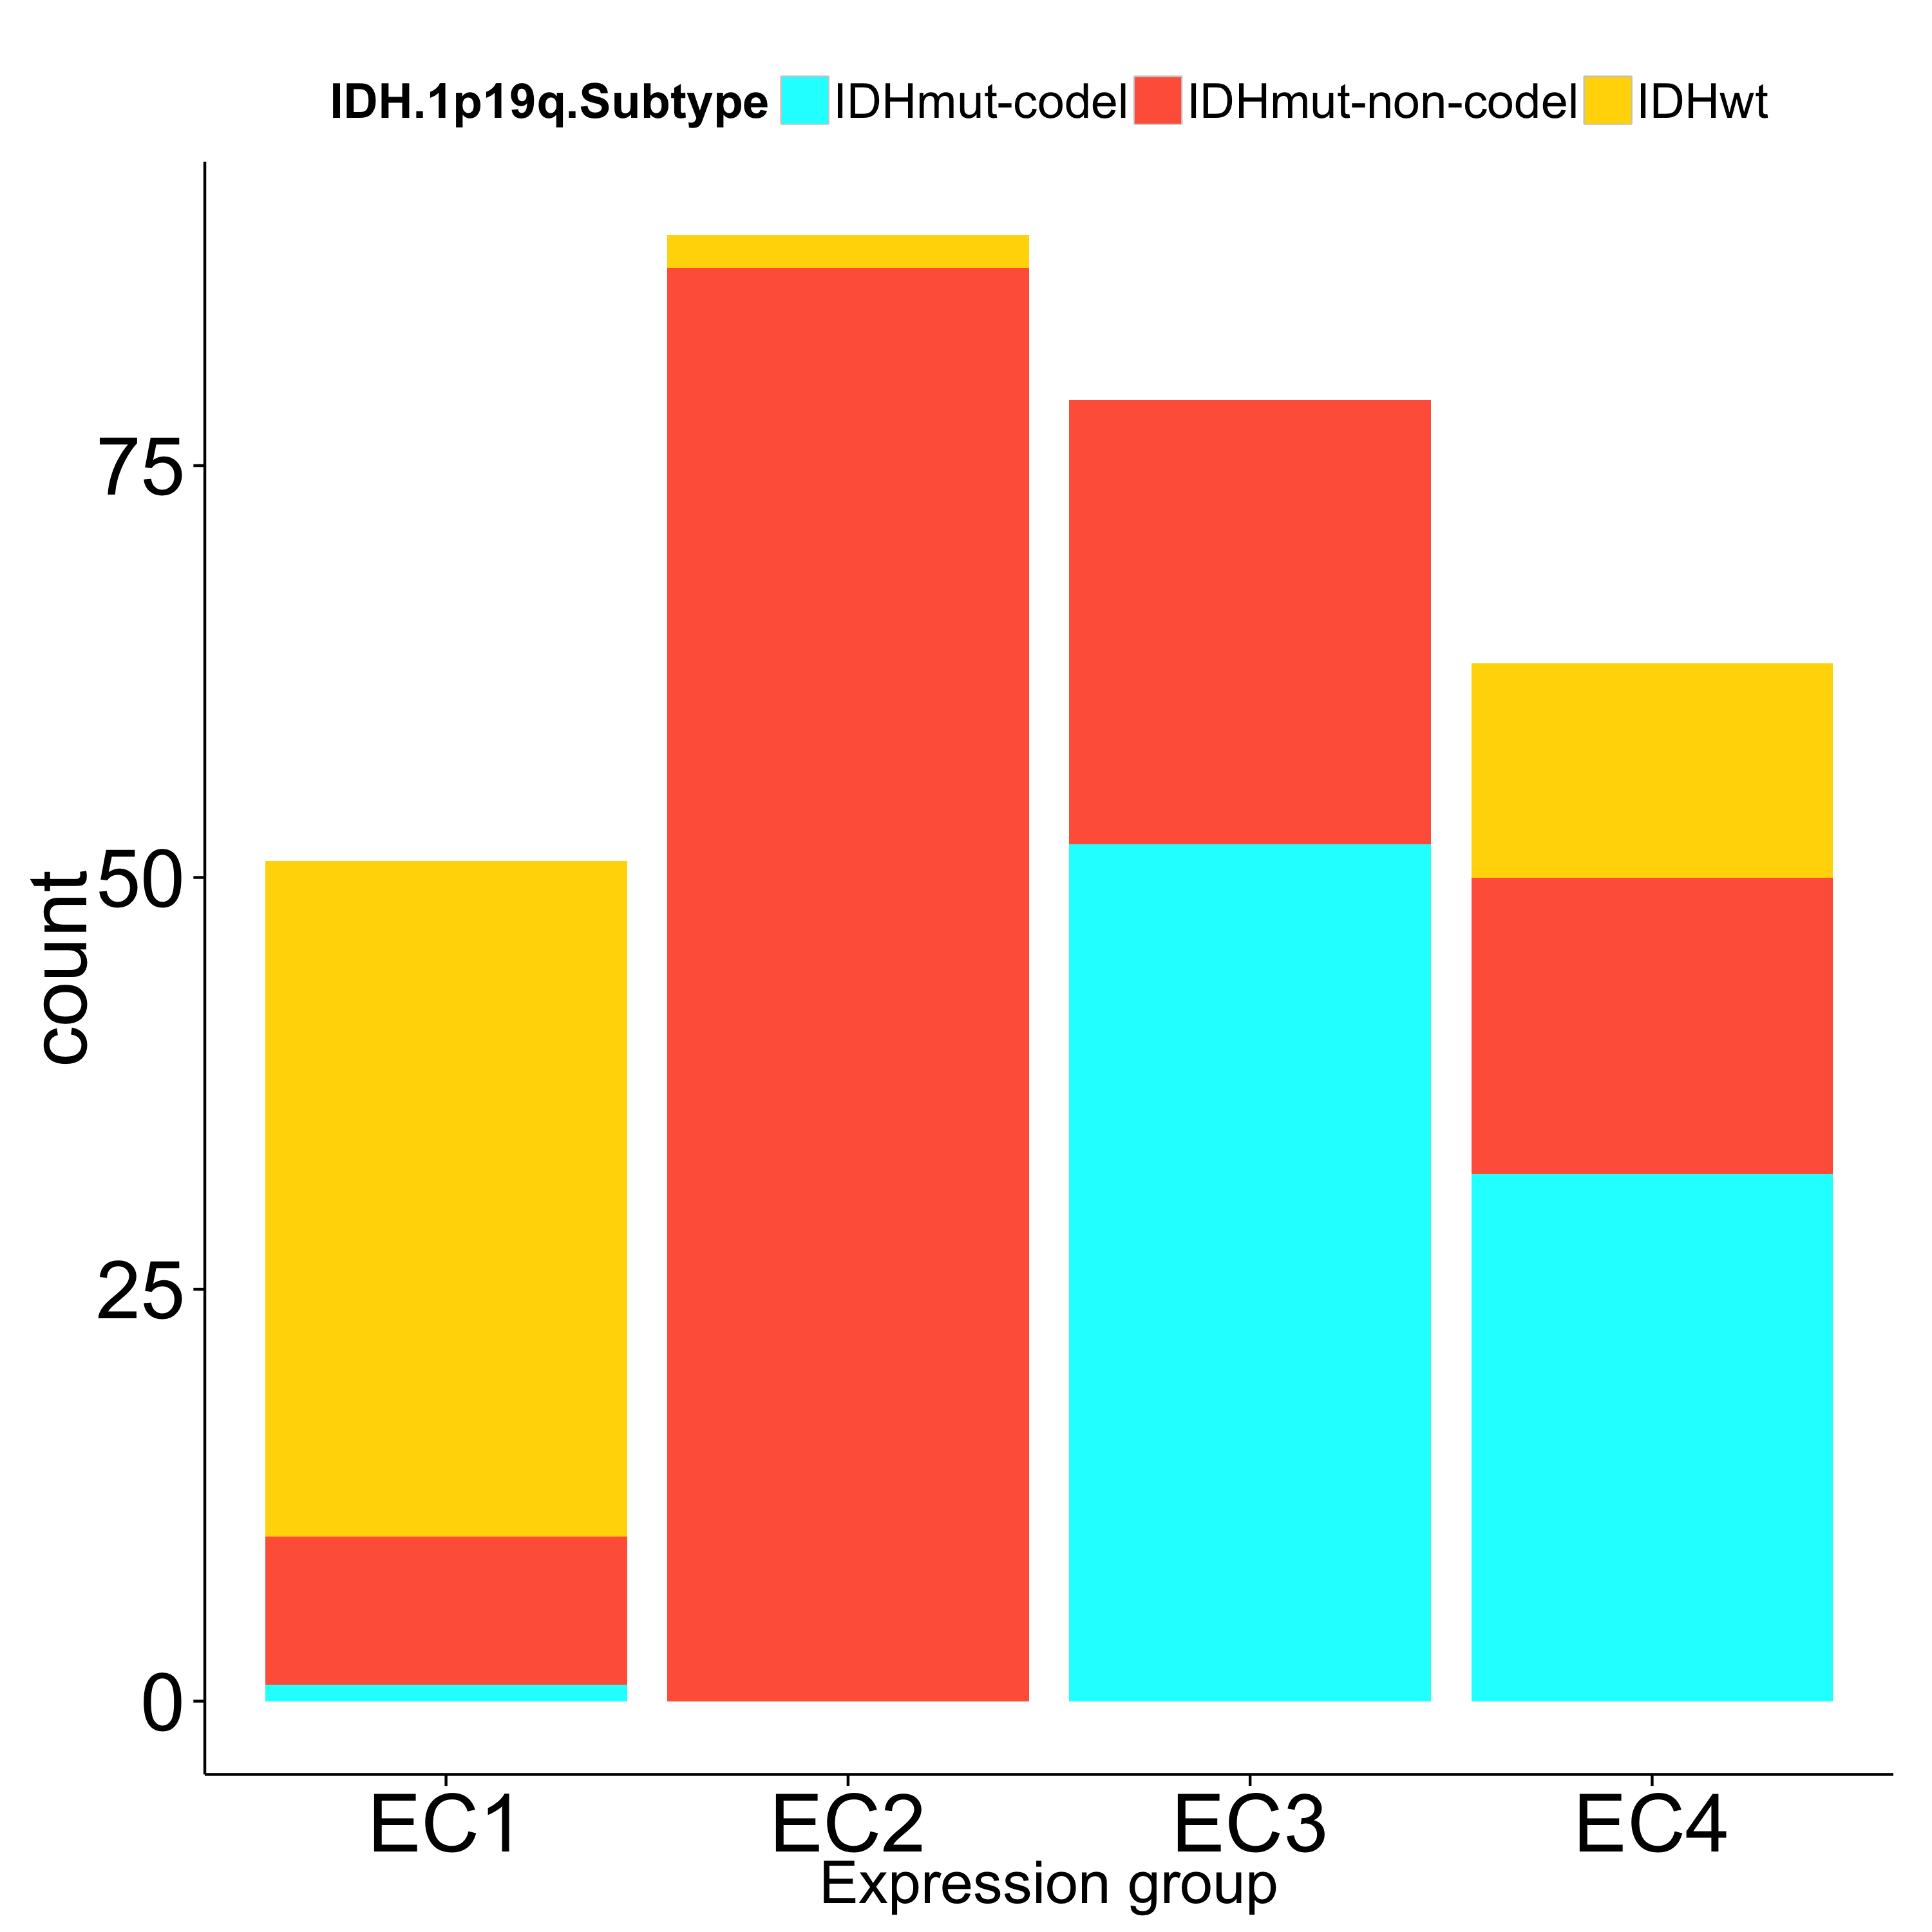 IDH.1p19q.Subtype IDHmut-codel IDHmut-non-codel IDHwt
75
50
25
0
count
EC1 EC2 EC3 EC4
Expression group